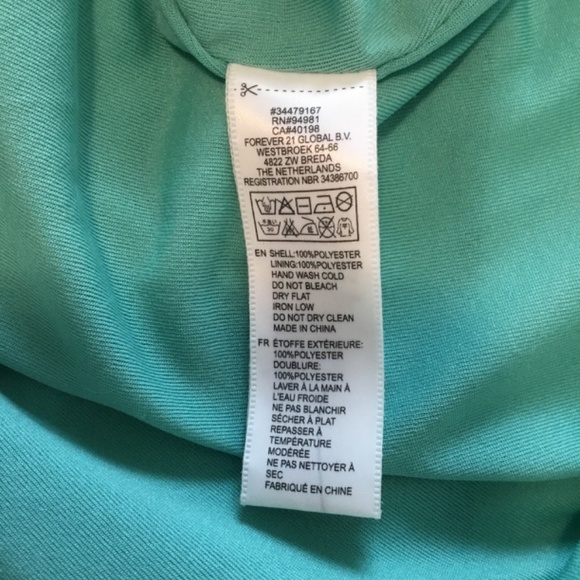 #34479167
RN#94981
CA#40198
FOREVER 21 GLOBAL B.V.
WESTBROEK 64-66
4822 ZW BREDA
THE NETHERLANDS
REGISTRATION NBR 34386700
EN SHELL:100%POLYESTER
LINING:100%POLYESTER
HAND WASH COLD
DO NOT BLEACH
DRY FLAT
IRON LOW
DO NOT DRY CLEAN
MADE IN CHINA
FR ÉTOFFE EXTÉRIEURE:
100%POLYESTER
DOUBLURE:
100%POLYESTER
LAVER À LA MAIN À
L'EAU FROIDE
NE PAS BLANCHIR
SÉCHER À PLAT
REPASSER À
TEMPÉRATURE
MODÉRÉE
NE PAS NETTOYER À
SEC
FABRIQUÉ EN CHINE